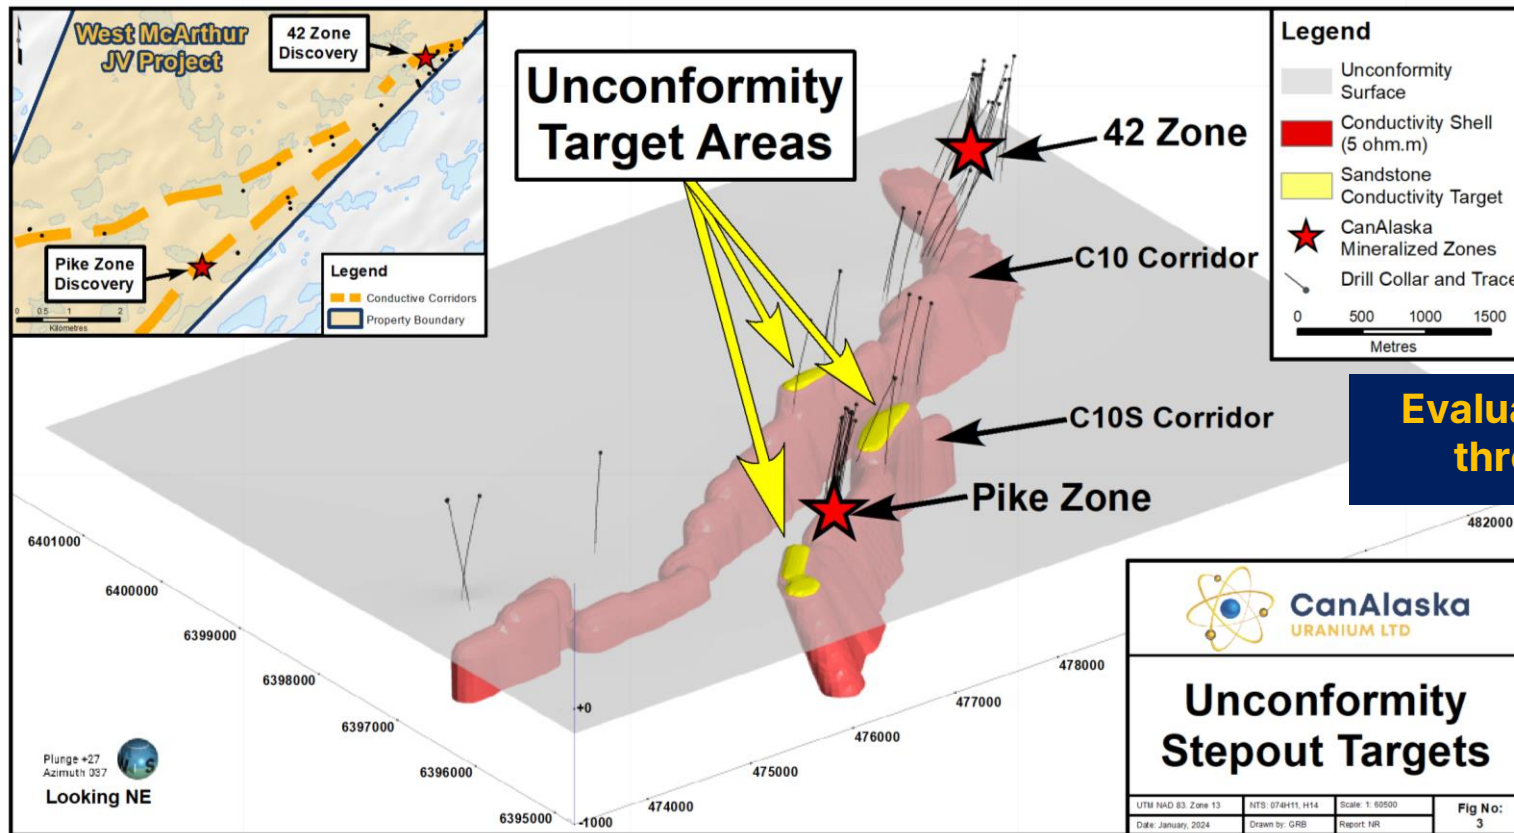 West McArthur
JV Project
42 Zone
Discovery
Pike Zone
Discovery
Legend
Conductive Corridors
Property Boundary
0 0.5 1 2
Kilometres
Unconformity
Target Areas
42 Zone
C10 Corridor
C10S Corridor
Pike Zone
Legend
Unconformity
Surface
Conductivity Shell
(5 ohm.m)
Sandstone
Conductivity Target
CanAlaska
Mineralized Zones
Drill Collar and Trace
0 500 1000 1500
Metres
6401000
6400000
6399000
6398000
6397000
6396000
6395000
+0
-1000
474000
475000
476000
477000
478000
482000
Plunge +27
Azimuth 037
Looking NE
CanAlaska
URANIUM LTD
Unconformity
Stepout Targets
UTM NAD 83. Zone 13
NTS: 074H11, H14
Scale: 1: 60500
Fig No:
3
Date: January, 2024
Drawn by: GRB
Report: NR